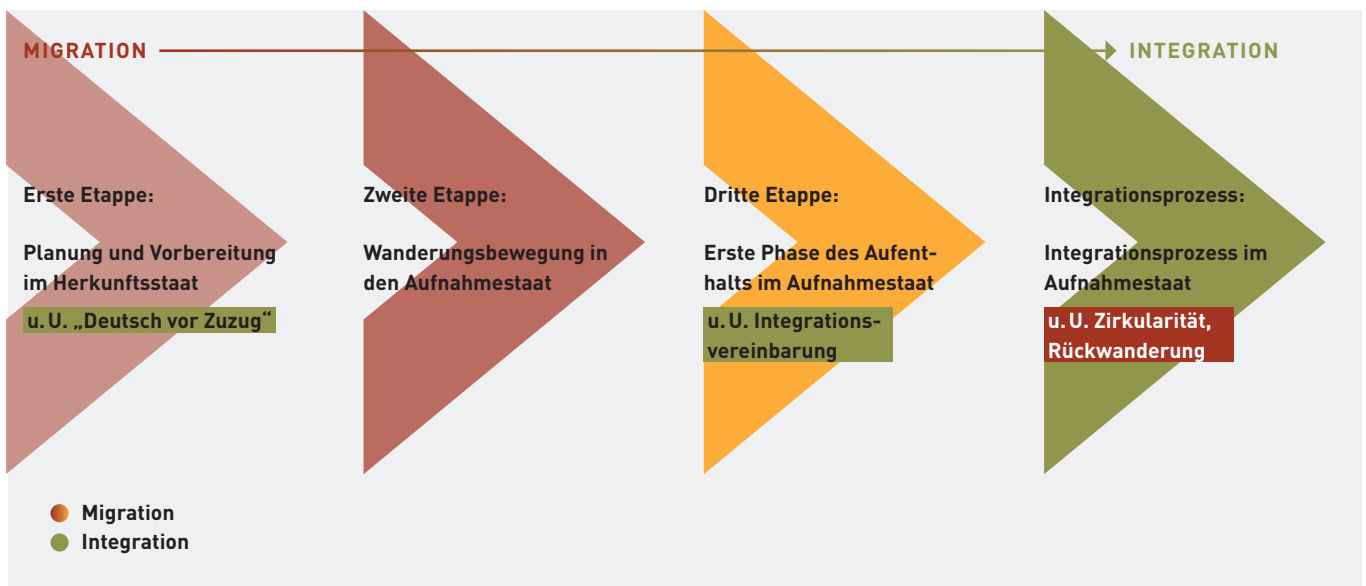 MIGRATION
INTEGRATION
Erste Etappe:
Planung und Vorbereitung
im Herkunftsstaat
u. U. „Deutsch vor Zuzug“
Zweite Etappe:
Wanderungsbewegung in
den Aufnahmestaat
Dritte Etappe:
Erste Phase des Aufent-
halts im Aufnahmestaat
u. U. Integrations-
vereinbarung
Integrationsprozess:
Integrationsprozess im
Aufnahmestaat
u. U. Zirkularität,
Rückwanderung
Migration
Integration